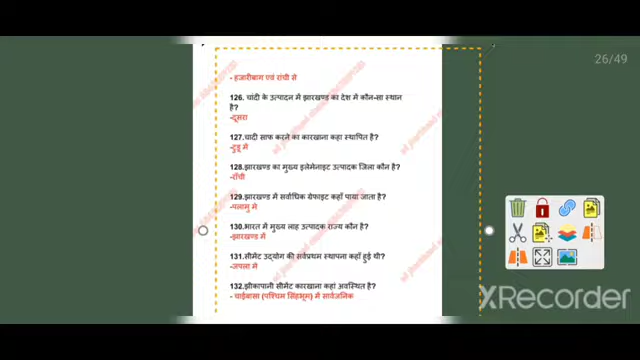 26/49
- हजारीबाग एवं रांची से
126. चांदी के उत्पादन में झारखण्ड का देश में कौन-सा स्थान
है?
-दूसरा
127.चादी साफ करने का कारखाना कहा स्थापित है?
-टुडू में
128.झारखण्ड का मुख्य इलेमेनाइट उत्पादक जिला कौन है?
-राँची
129.झारखण्ड में सर्वाधिक ग्रेफाइट कहाँ पाया जाता है?
-पलामु में
130.भारत में मुख्य लाह उत्पादक राज्य कौन है?
-झारखण्ड में
131.सीमेंट उद्योग की सर्वप्रथम स्थापना कहाँ हुई थी?
-जपला में
132.झींकापानी सीमेंट कारखाना कहां अवस्थित है?
- चाईबासा (पश्चिम सिंहभूम) में सार्वजनिक
XRecorder